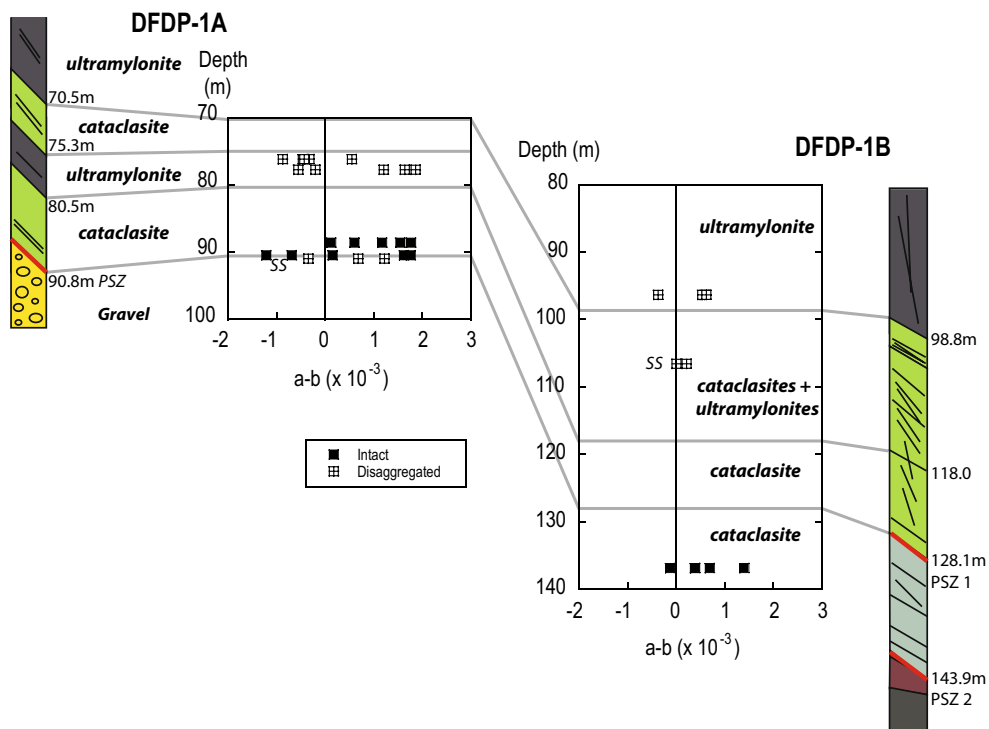 DFDP-1A
ultramylonite
70.5m
cataclasite
75.3m
ultramylonite
80.5m
cataclasite
90.8m PSZ
Gravel
Depth
(m)
70
80
90
100
SS
-2 -1 0 1 2 3
a-b (x 10⁻³)
Intact
Disaggregated
DFDP-1B
Depth (m)
80
90
100
110
120
130
140
ultramylonite
SS
cataclasites +
ultramylonites
cataclasite
cataclasite
-2 -1 0 1 2 3
a-b (x 10⁻³)
98.8m
118.0
128.1m
PSZ 1
143.9m
PSZ 2